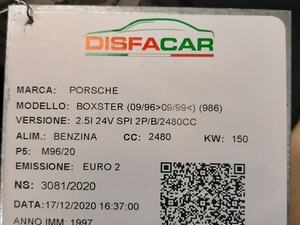 DISFACAR
MARCA: PORSCHE
MODELLO: BOXSTER (09/96>09/99<) (986)
VERSIONE: 2.5I 24V SPI 2P/B/2480CC
ALIM.: BENZINA CC: 2480 KW: 150
P5: M96/20
EMISSIONE: EURO 2
NS: 3081/2020
DATA:17/12/2020 16:37:00
ANNO IMM: 1997